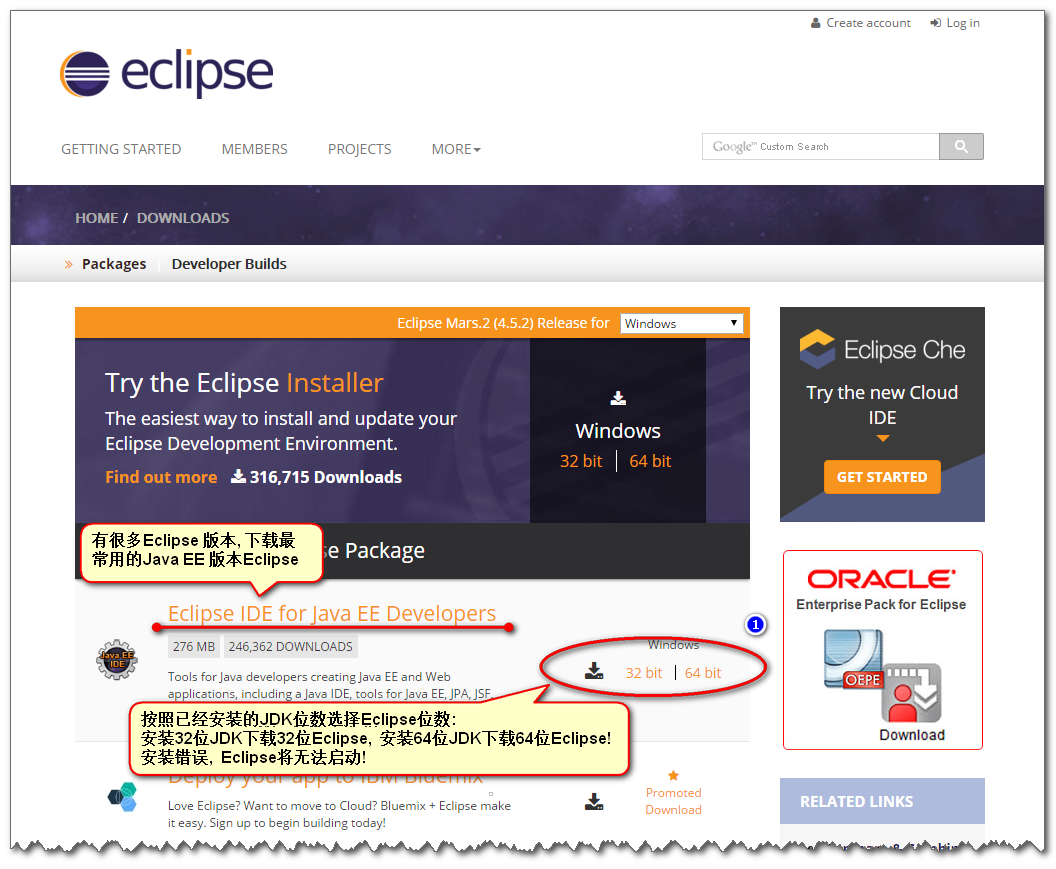 Create account
Log in
eclipse
GETTING STARTED
MEMBERS
PROJECTS
MORE
Google™ Custom Search
HOME / DOWNLOADS
» Packages
Developer Builds
Eclipse Mars.2 (4.5.2) Release for
Windows
Try the Eclipse Installer
The easiest way to install and update your
Eclipse Development Environment.
Find out more
316,715 Downloads
Windows
32 bit | 64 bit
Eclipse Che
Try the new Cloud
IDE
GET STARTED
有很多Eclipse 版本, 下载最
常用的Java EE 版本Eclipse
se Package
Eclipse IDE for Java EE Developers
276 MB
246,362 DOWNLOADS
Java EE
IDE
Tools for Java developers creating Java EE and Web
applications, including a Java IDE, tools for Java EE, JPA, JSF,
1
Windows
32 bit | 64 bit
按照已经安装的JDK位数选择Eclipse位数:
安装32位JDK下载32位Eclipse, 安装64位JDK下载64位Eclipse!
安装错误, Eclipse将无法启动!
ORACLE
Enterprise Pack for Eclipse
OEPE
Download
Deploy your app to IBM Bluemix
Love Eclipse? Want to move to Cloud? Bluemix + Eclipse make
it easy. Sign up to begin building today!
Promoted
Download
RELATED LINKS